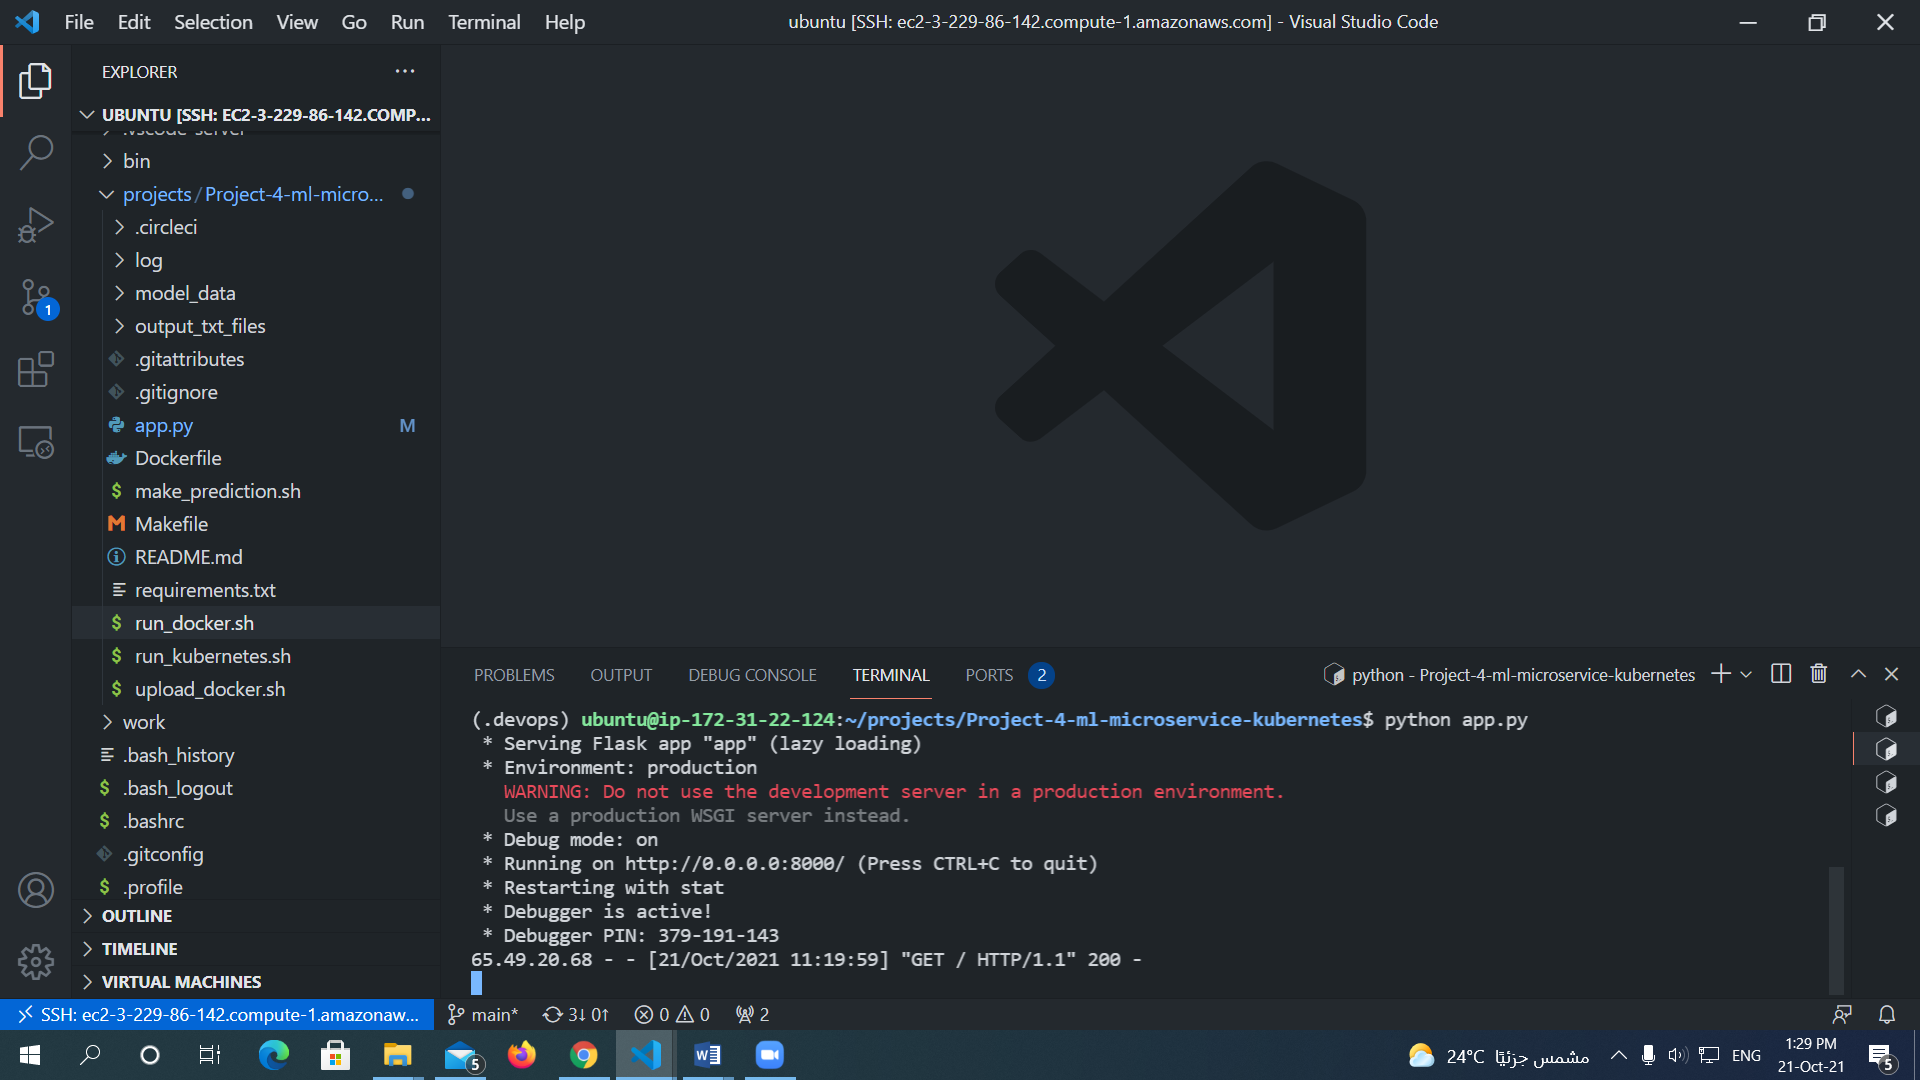 File Edit Selection View Go Run Terminal Help
ubuntu [SSH: ec2-3-229-86-142.compute-1.amazonaws.com] - Visual Studio Code
EXPLORER
UBUNTU [SSH: EC2-3-229-86-142.COMP...
.vscode-server
bin
projects / Project-4-ml-micro...
.circleci
log
model_data
output_txt_files
.gitattributes
.gitignore
app.py M
Dockerfile
make_prediction.sh
Makefile
README.md
requirements.txt
run_docker.sh
run_kubernetes.sh
upload_docker.sh
work
.bash_history
.bash_logout
.bashrc
.gitconfig
.profile
OUTLINE
TIMELINE
VIRTUAL MACHINES
1
PROBLEMS OUTPUT DEBUG CONSOLE TERMINAL PORTS 2
python - Project-4-ml-microservice-kubernetes
(.devops) ubuntu@ip-172-31-22-124:~/projects/Project-4-ml-microservice-kubernetes$ python app.py
* Serving Flask app "app" (lazy loading)
* Environment: production
WARNING: Do not use the development server in a production environment.
Use a production WSGI server instead.
* Debug mode: on
* Running on http://0.0.0.0:8000/ (Press CTRL+C to quit)
* Restarting with stat
* Debugger is active!
* Debugger PIN: 379-191-143
65.49.20.68 - - [21/Oct/2021 11:19:59] "GET / HTTP/1.1" 200 -
SSH: ec2-3-229-86-142.compute-1.amazonaw... main* 3↓ 0↑ 0 0 2
5
24°C مشمس جزئيًا
ENG
1:29 PM
21-Oct-21
5